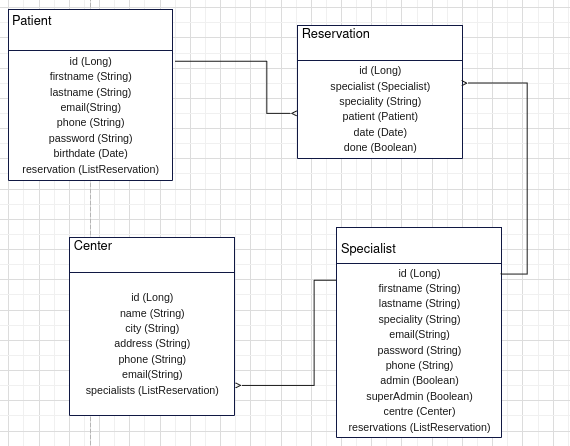 Patient
id (Long)
firstname (String)
lastname (String)
email(String)
phone (String)
password (String)
birthdate (Date)
reservation (ListReservation)
Reservation
id (Long)
specialist (Specialist)
speciality (String)
patient (Patient)
date (Date)
done (Boolean)
Center
id (Long)
name (String)
city (String)
address (String)
phone (String)
email(String)
specialists (ListReservation)
Specialist
id (Long)
firstname (String)
lastname (String)
speciality (String)
email(String)
password (String)
phone (String)
admin (Boolean)
superAdmin (Boolean)
centre (Center)
reservations (ListReservation)